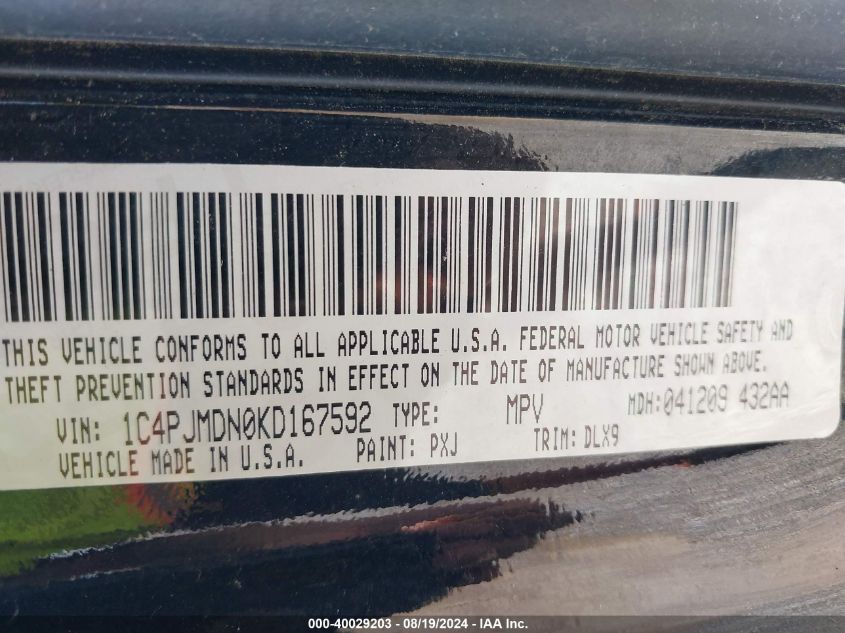 THIS VEHICLE CONFORMS TO ALL APPLICABLE U.S.A. FEDERAL MOTOR VEHICLE SAFETY AND
THEFT PREVENTION STANDARDS IN EFFECT ON THE DATE OF MANUFACTURE SHOWN ABOVE.
VIN: 1C4PJMDN0KD167592 TYPE: MPV MDH:041209 432AA
VEHICLE MADE IN U.S.A. PAINT: PXJ TRIM: DLX9
000-40029203 - 08/19/2024 - IAA Inc.